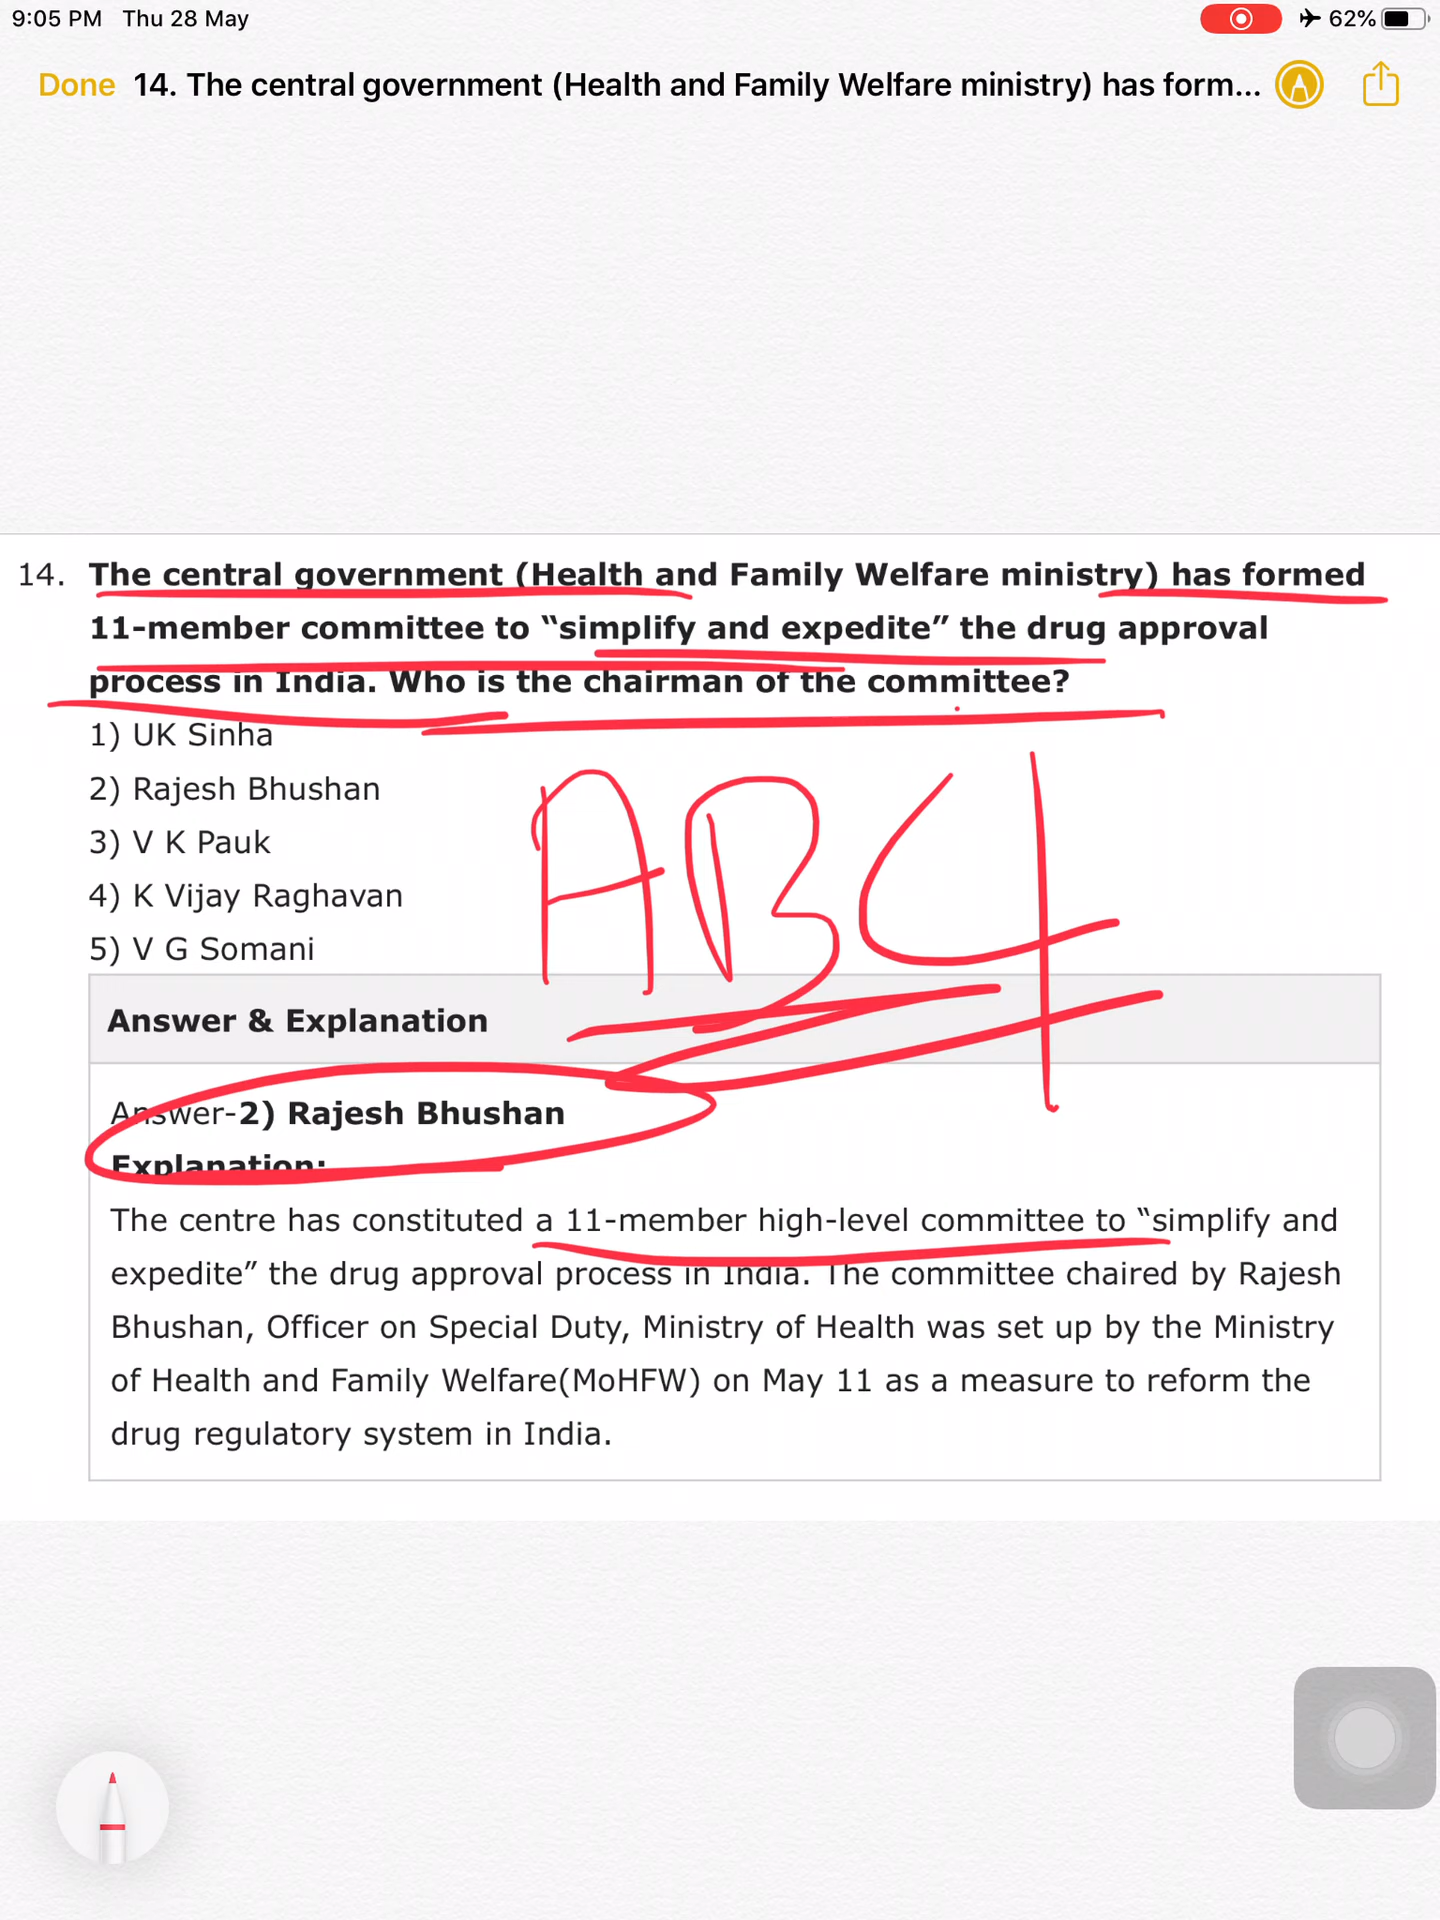 9:05 PM Thu 28 May 62%
Done 14. The central government (Health and Family Welfare ministry) has form...
14. The central government (Health and Family Welfare ministry) has formed
11-member committee to “simplify and expedite” the drug approval
process in India. Who is the chairman of the committee?
1) UK Sinha
2) Rajesh Bhushan
3) V K Pauk
4) K Vijay Raghavan
5) V G Somani
ABC
Answer & Explanation
Answer-2) Rajesh Bhushan
Explanation:
The centre has constituted a 11-member high-level committee to “simplify and
expedite” the drug approval process in India. The committee chaired by Rajesh
Bhushan, Officer on Special Duty, Ministry of Health was set up by the Ministry
of Health and Family Welfare(MoHFW) on May 11 as a measure to reform the
drug regulatory system in India.